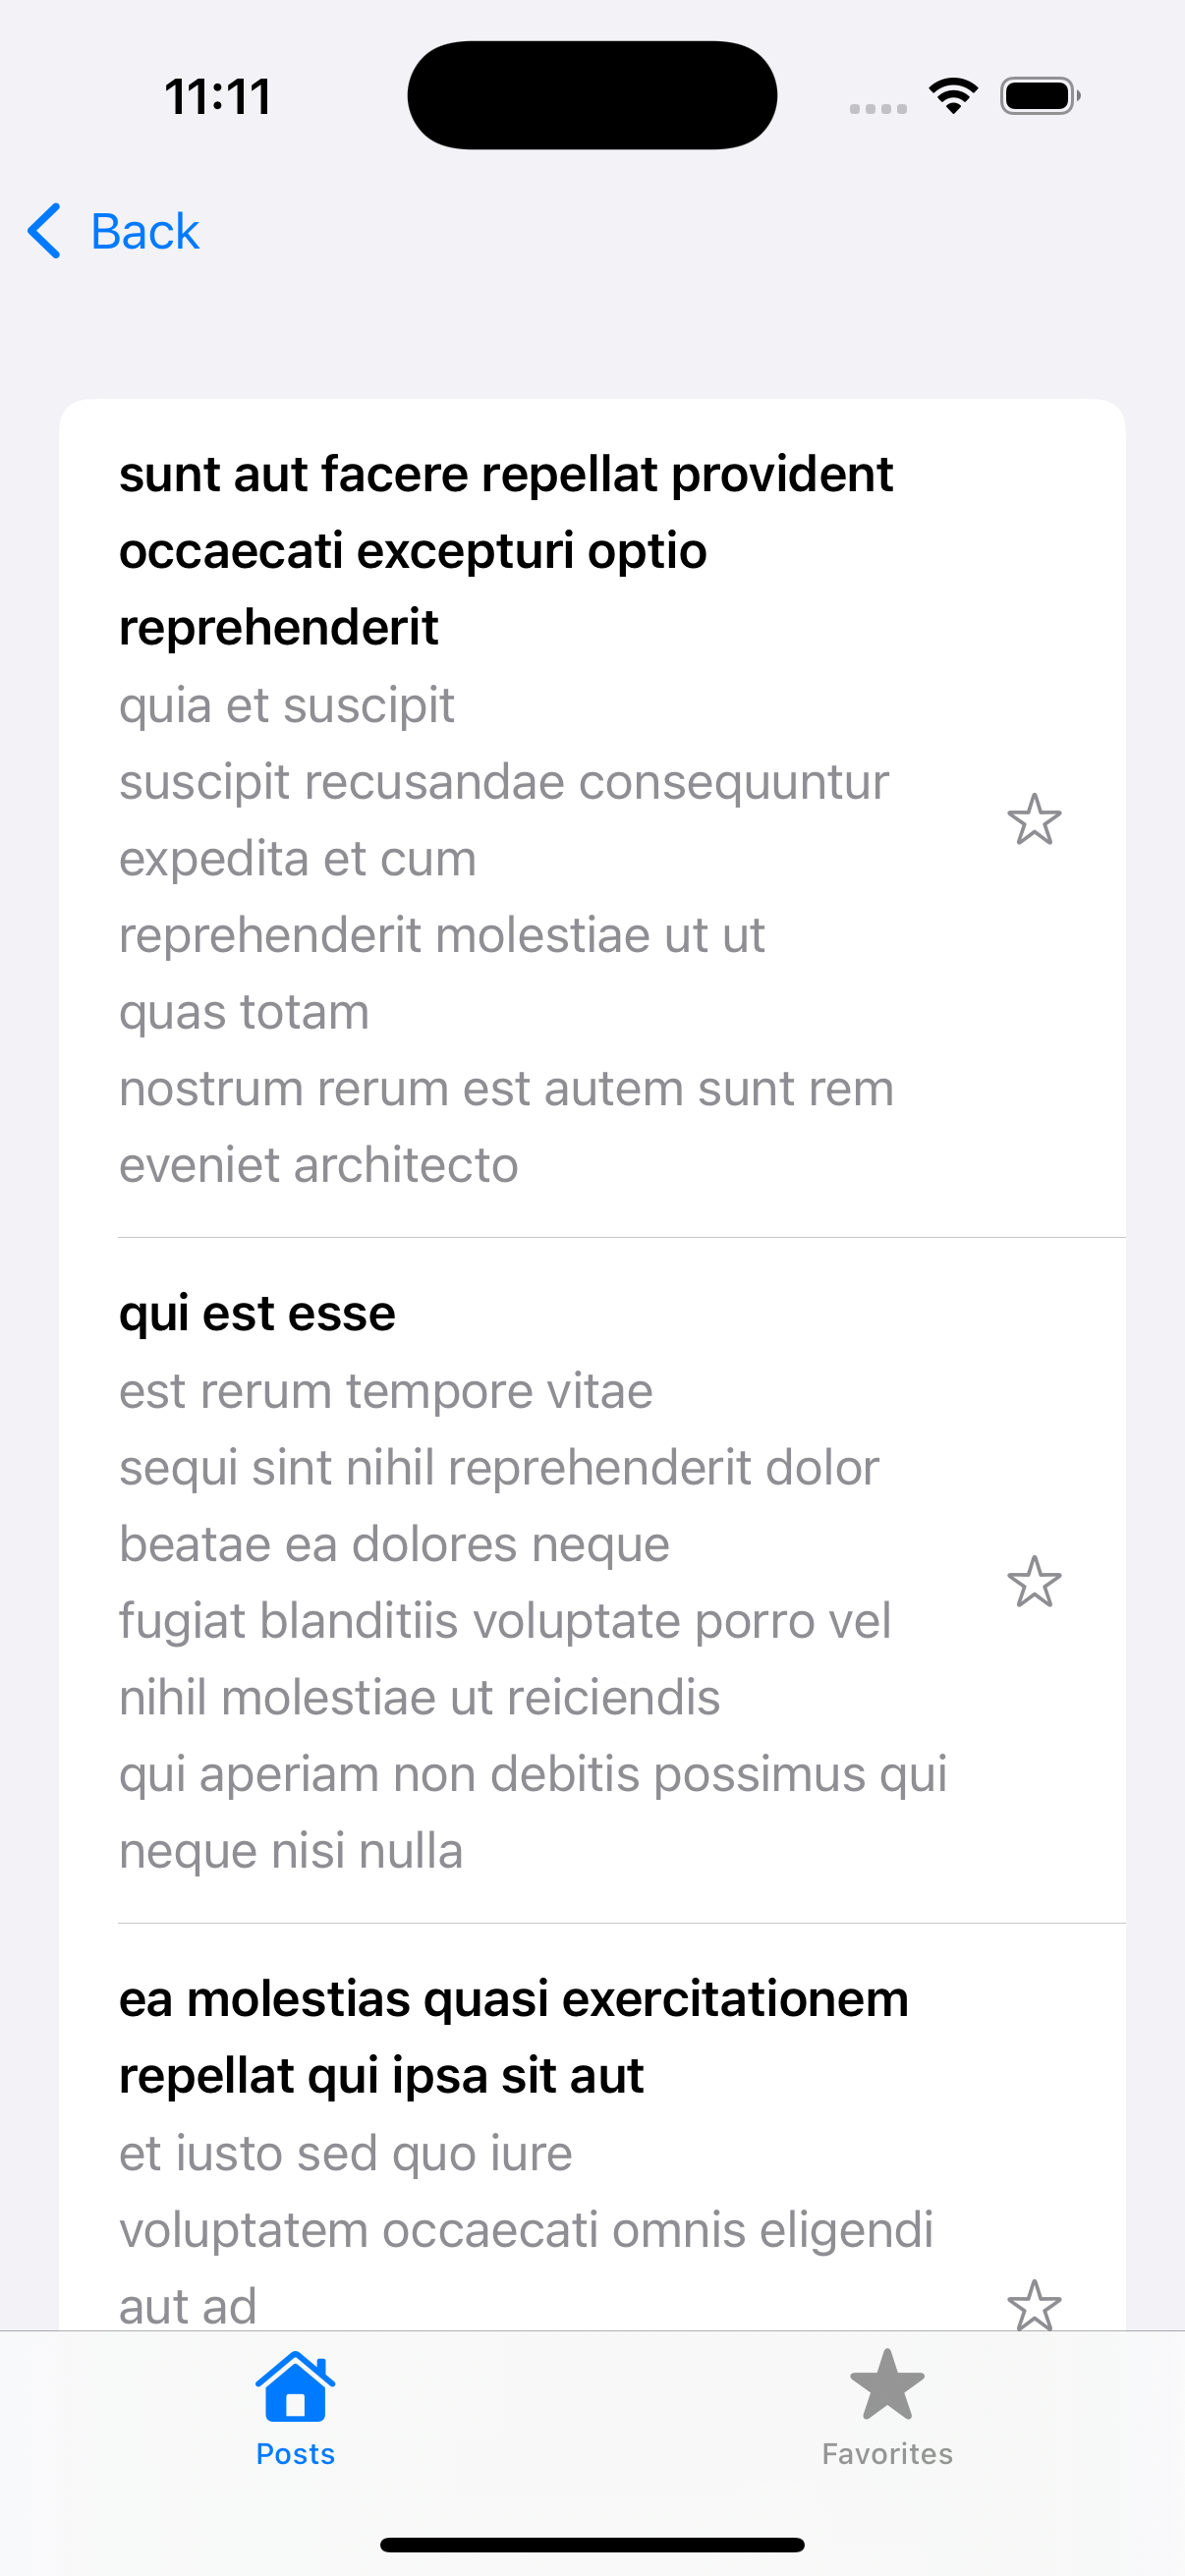 11:11
Back
sunt aut facere repellat provident
occaecati excepturi optio
reprehenderit
quia et suscipit
suscipit recusandae consequuntur
expedita et cum
reprehenderit molestiae ut ut
quas totam
nostrum rerum est autem sunt rem
eveniet architecto
qui est esse
est rerum tempore vitae
sequi sint nihil reprehenderit dolor
beatae ea dolores neque
fugiat blanditiis voluptate porro vel
nihil molestiae ut reiciendis
qui aperiam non debitis possimus qui
neque nisi nulla
ea molestias quasi exercitationem
repellat qui ipsa sit aut
et iusto sed quo iure
voluptatem occaecati omnis eligendi
aut ad
Posts
Favorites